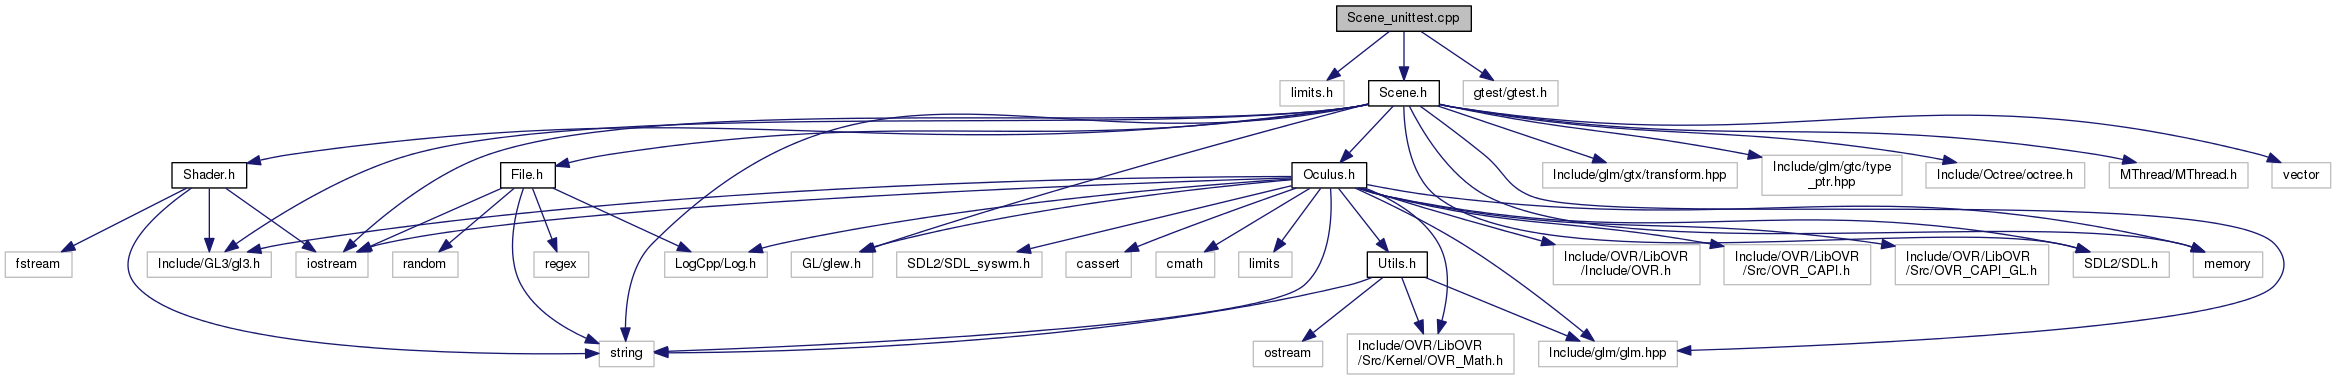 Scene_unittest.cpp
limits.h
Scene.h
gtest/gtest.h
Shader.h
File.h
Oculus.h
Include/glm/gtx/transform.hpp
Include/glm/gtc/type
_ptr.hpp
Include/Octree/octree.h
MThread/MThread.h
vector
fstream
Include/GL3/gl3.h
iostream
random
regex
LogCpp/Log.h
GL/glew.h
SDL2/SDL_syswm.h
cassert
cmath
limits
Utils.h
Include/OVR/LibOVR
/Include/OVR.h
Include/OVR/LibOVR
/Src/OVR_CAPI.h
Include/OVR/LibOVR
/Src/OVR_CAPI_GL.h
SDL2/SDL.h
memory
string
ostream
Include/OVR/LibOVR
/Src/Kernel/OVR_Math.h
Include/glm/glm.hpp